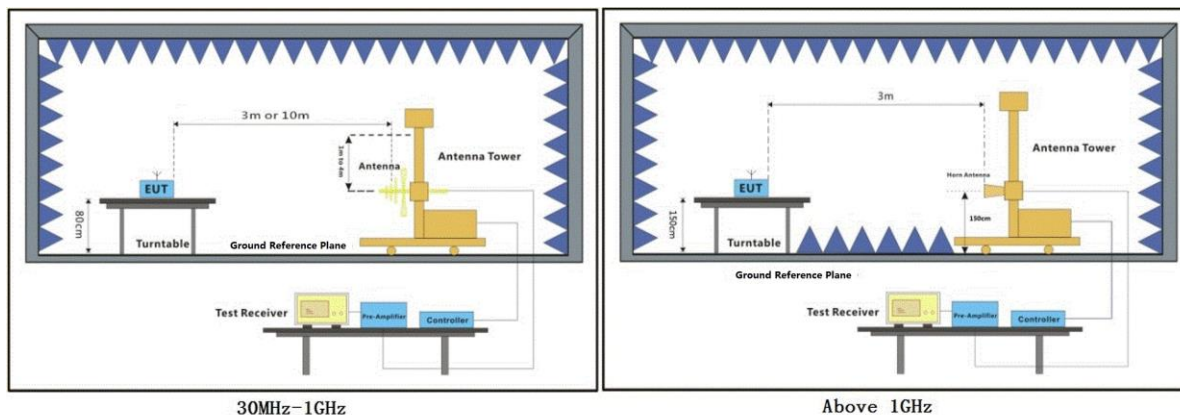 3m or 10m
1m to 4m
Antenna
Antenna Tower
EUT
80cm
Turntable
Ground Reference Plane
Test Receiver
Pre-Amplifier
Controller
30MHz-1GHz
3m
Antenna Tower
Horn Antenna
EUT
150cm
150cm
Turntable
Ground Reference Plane
Test Receiver
Pre-Amplifier
Controller
Above 1GHz